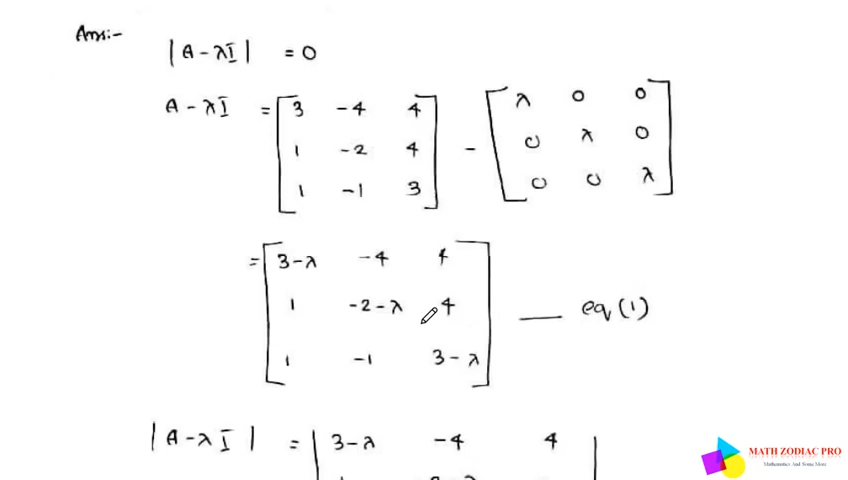 Ans:-
|A - λI| = 0
A - λI = [ 3 -4 4 ] - [ λ 0 0 ]
[ 1 -2 4 ] [ 0 λ 0 ]
[ 1 -1 3 ] [ 0 0 λ ]
= [ 3-λ -4 4 ]
[ 1 -2-λ 4 ] — eq (1)
[ 1 -1 3-λ ]
|A - λI| = | 3-λ -4 4 |
MATH ZODIAC PRO
Mathematics And Some More